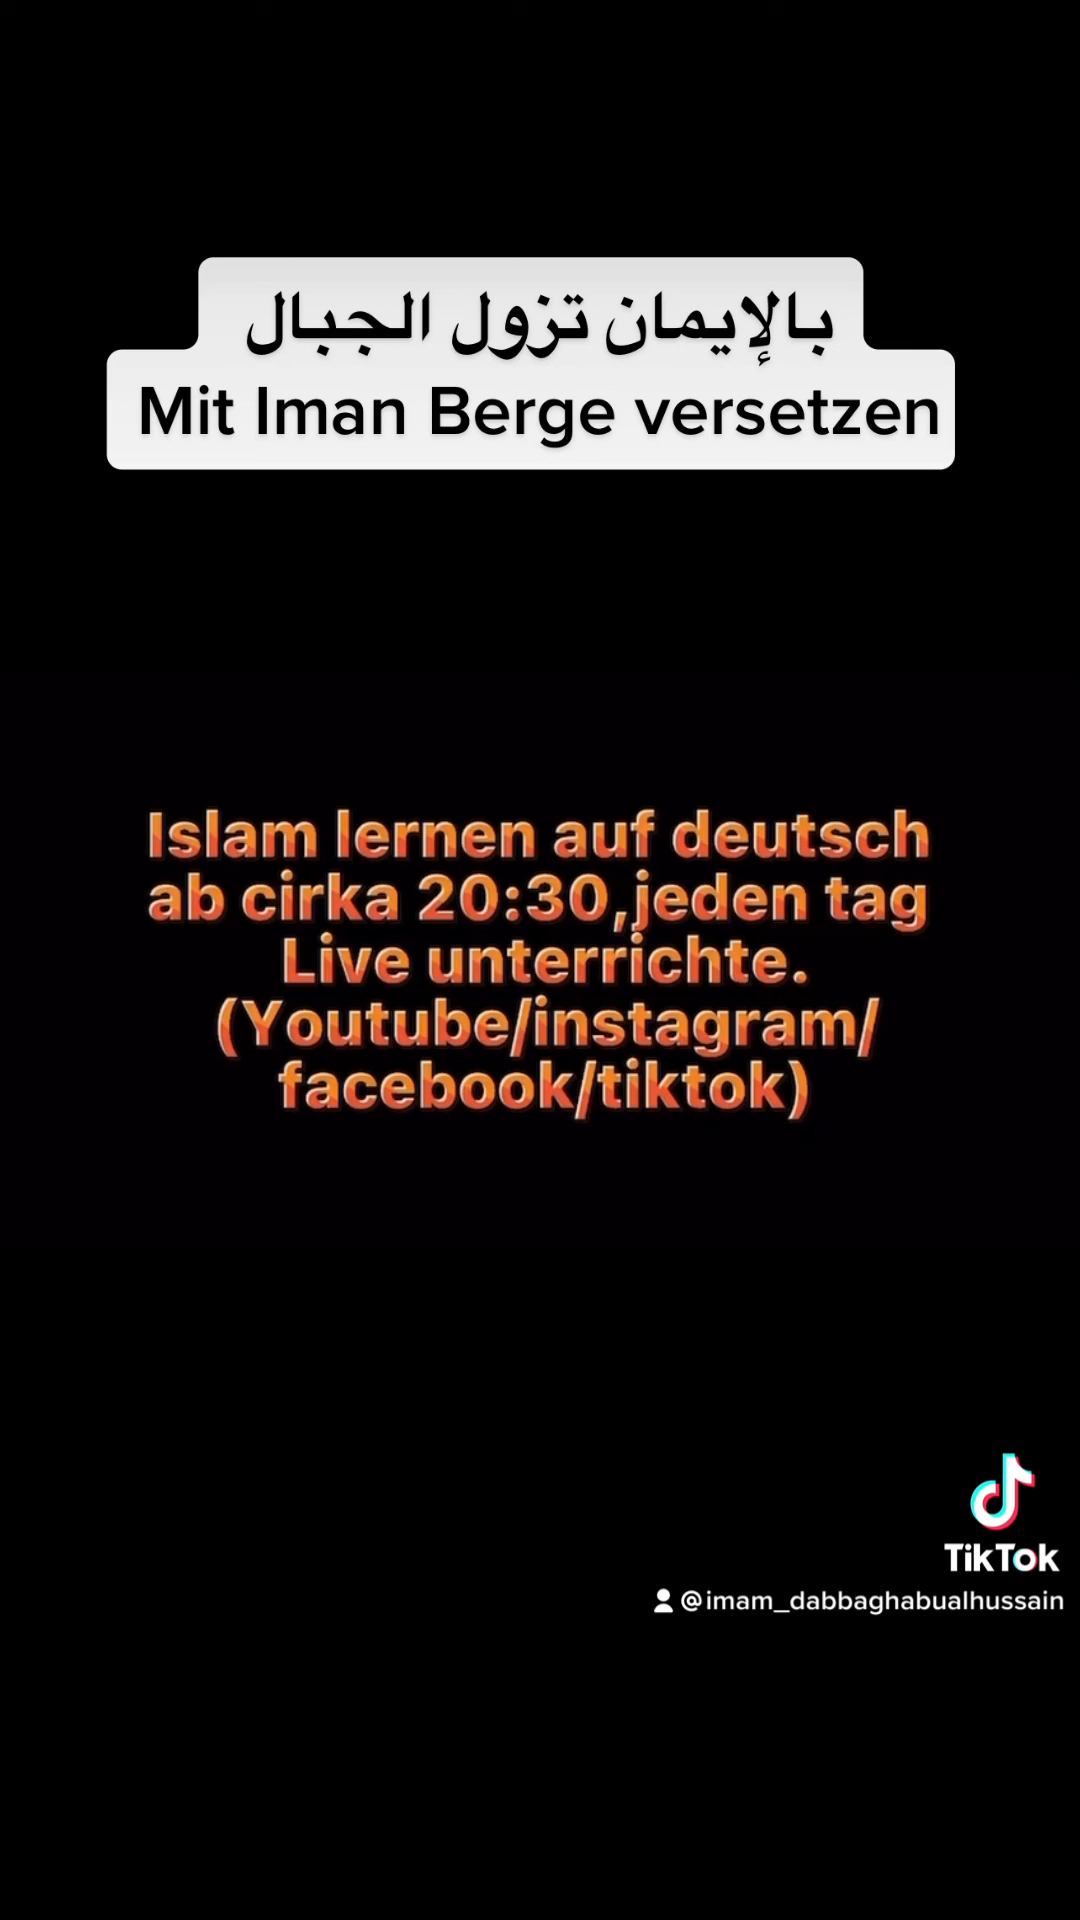 بالإيمان تزول الجبال
Mit Iman Berge versetzen
Islam lernen auf deutsch
ab cirka 20:30,jeden tag
Live unterrichte.
(Youtube/instagram/
facebook/tiktok)
TikTok
@imam_dabbaghabualhussain